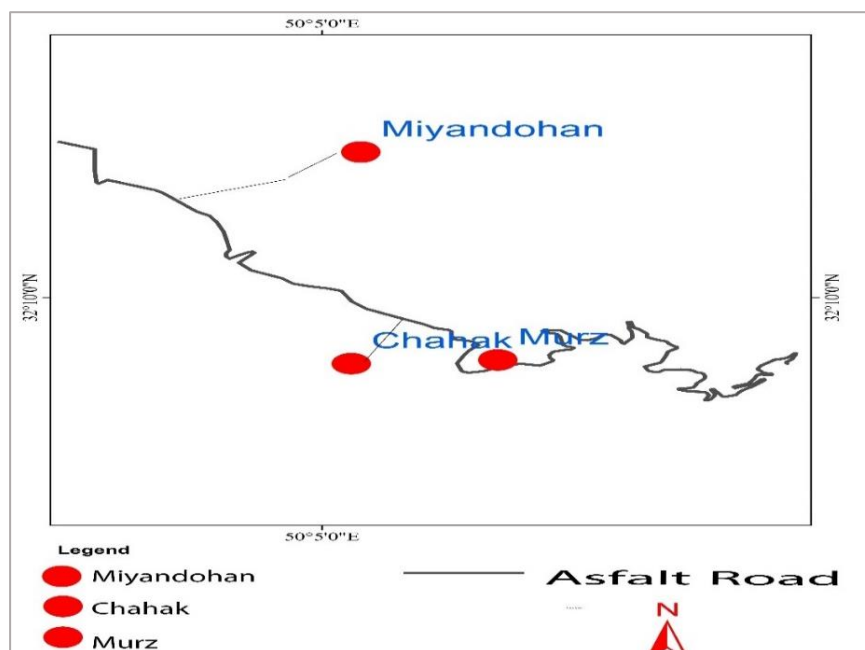 50°5'0"E
Miyandohan
32°10'0"N
32°10'0"N
Chahak
Murz
50°5'0"E
Legend
Miyandohan
Asfalt Road
Chahak
N
Murz